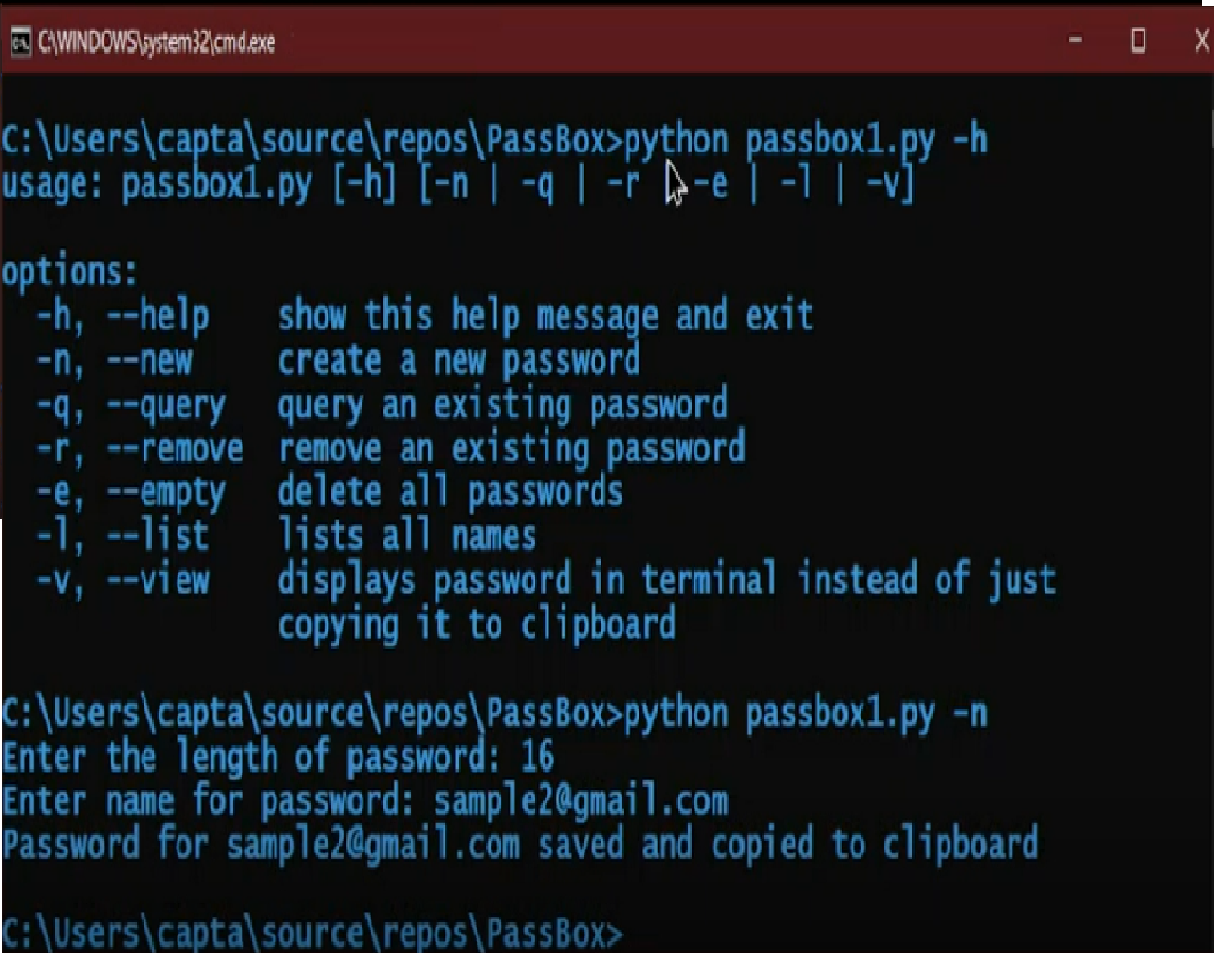 C:\WINDOWS\system32\cmd.exe
C:\Users\capta\source\repos\PassBox>python passbox1.py -h
usage: passbox1.py [-h] [-n | -q | -r | -e | -l | -v]
options:
-h, --help show this help message and exit
-n, --new create a new password
-q, --query query an existing password
-r, --remove remove an existing password
-e, --empty delete all passwords
-l, --list lists all names
-v, --view displays password in terminal instead of just
copying it to clipboard
C:\Users\capta\source\repos\PassBox>python passbox1.py -n
Enter the length of password: 16
Enter name for password: sample2@gmail.com
Password for sample2@gmail.com saved and copied to clipboard
C:\Users\capta\source\repos\PassBox>